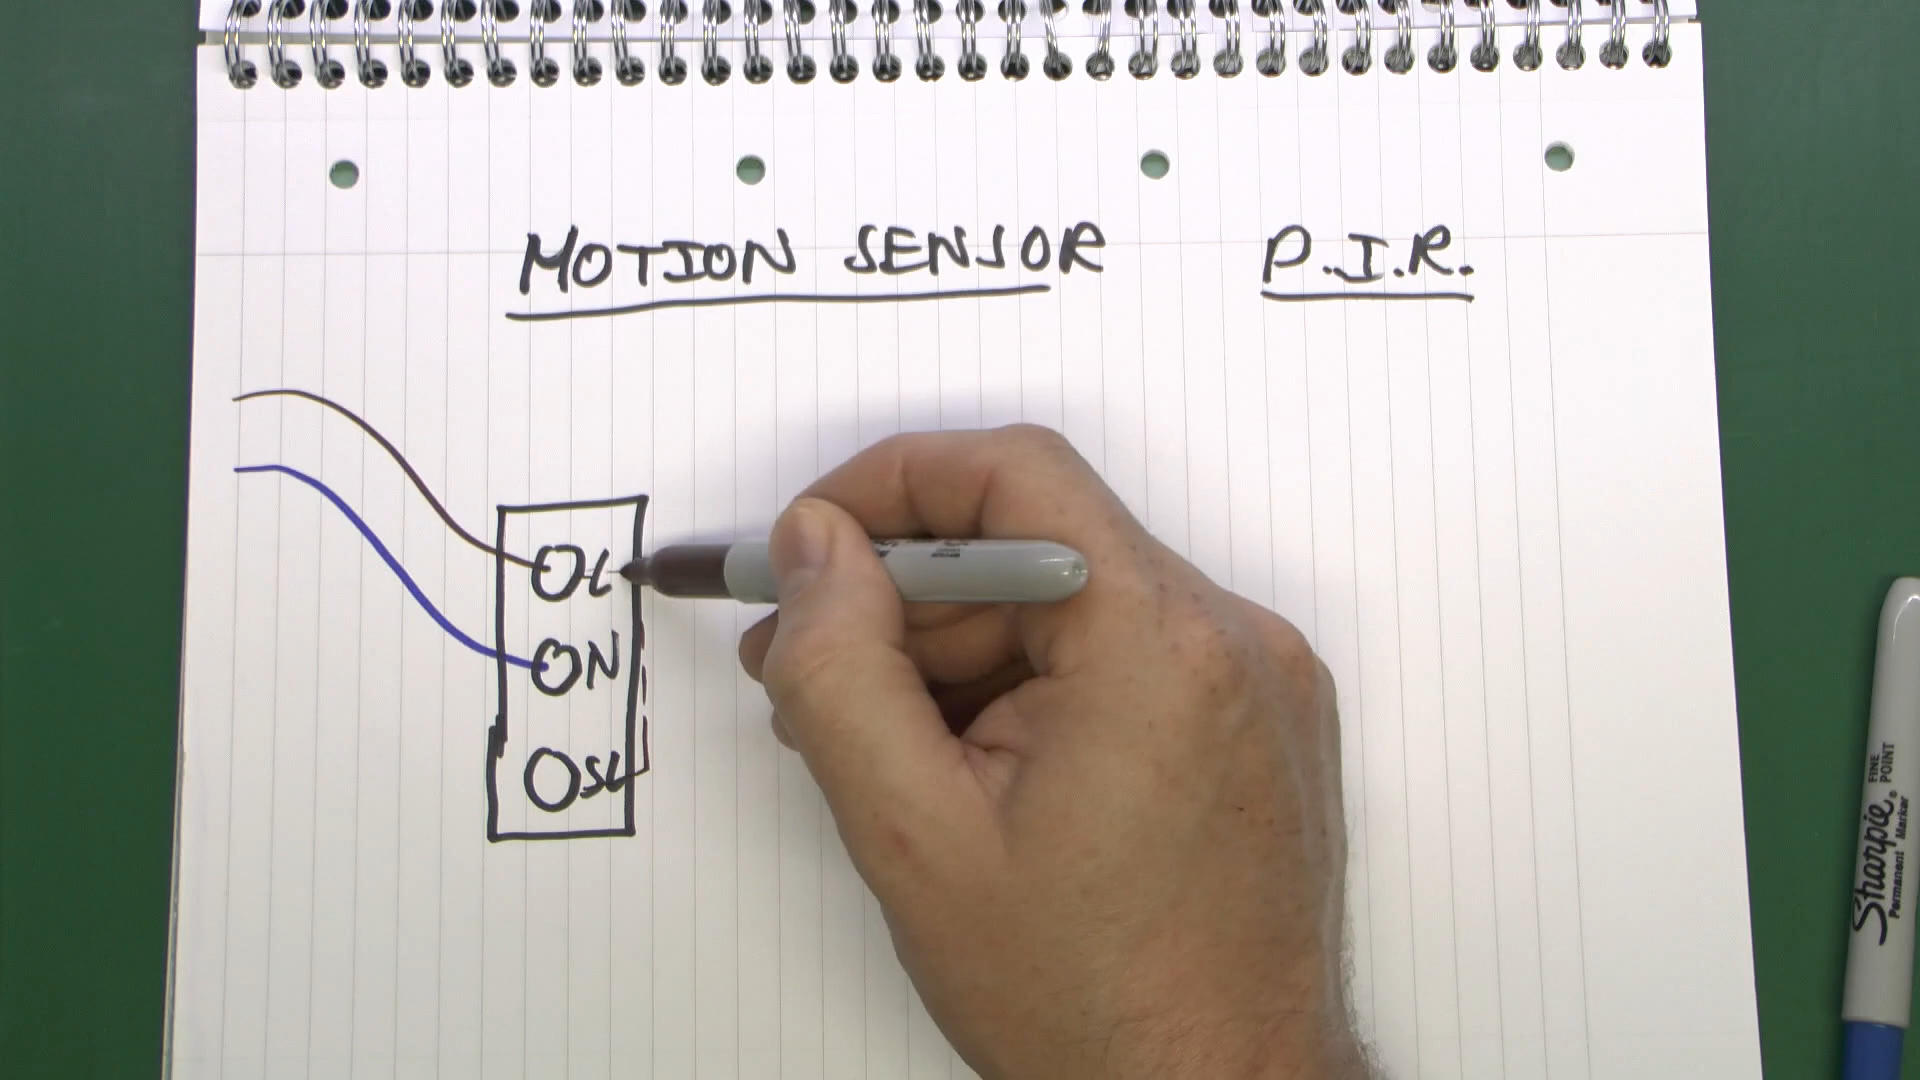 MOTION SENSOR P.I.R.
L
N
SL
Sharpie
FINE POINT
Permanent Marker